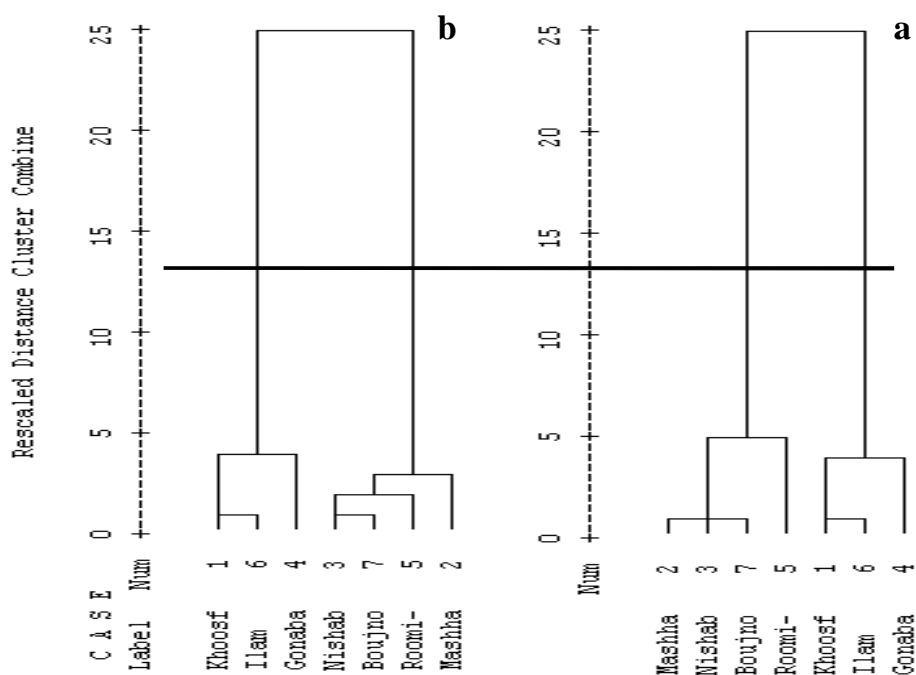 b
a
Rescaled Distance Cluster Combine
25
20
15
10
5
0
25
20
15
10
5
0
C A S E
Label Num
Khoosf 1
Ilam 6
Gonaba 4
Nishab 3
Boujno 7
Roomi- 5
Mashha 2
Num
Mashha 2
Nishab 3
Boujno 7
Roomi- 5
Khoosf 1
Ilam 6
Gonaba 4